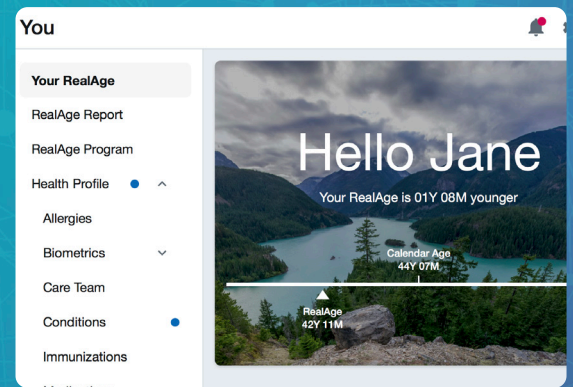 You
Your RealAge
RealAge Report
RealAge Program
Health Profile
Allergies
Biometrics
Care Team
Conditions
Immunizations
Hello Jane
Your RealAge is 01Y 08M younger
Calendar Age
44Y 07M
RealAge
42Y 11M